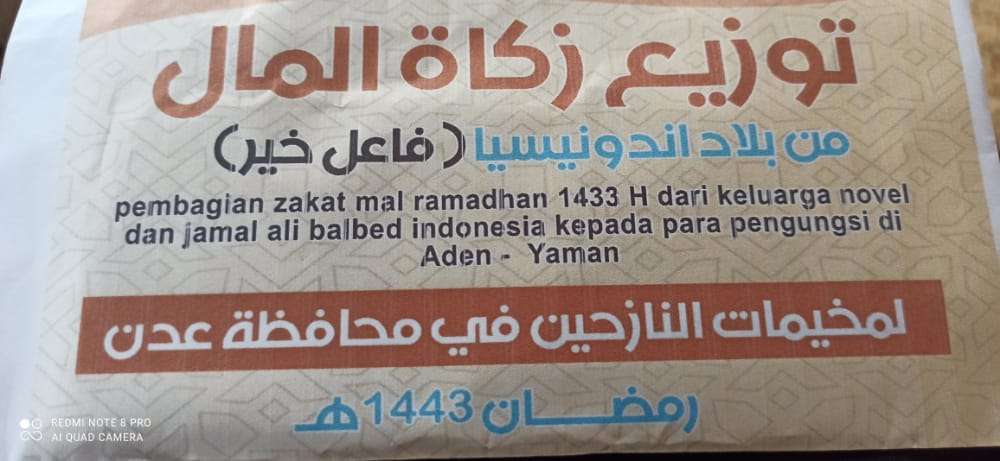 توزيع زكاة المال
من بلاد اندونيسيا (فاعل خير)
pembagian zakat mal ramadhan 1433 H dari keluarga novel
dan jamal ali balbed indonesia kepada para pengungsi di
Aden - Yaman
لمخيمات النازحين في محافظة عدن
رمضان 1443هـ
REDMI NOTE 8 PRO
AI QUAD CAMERA